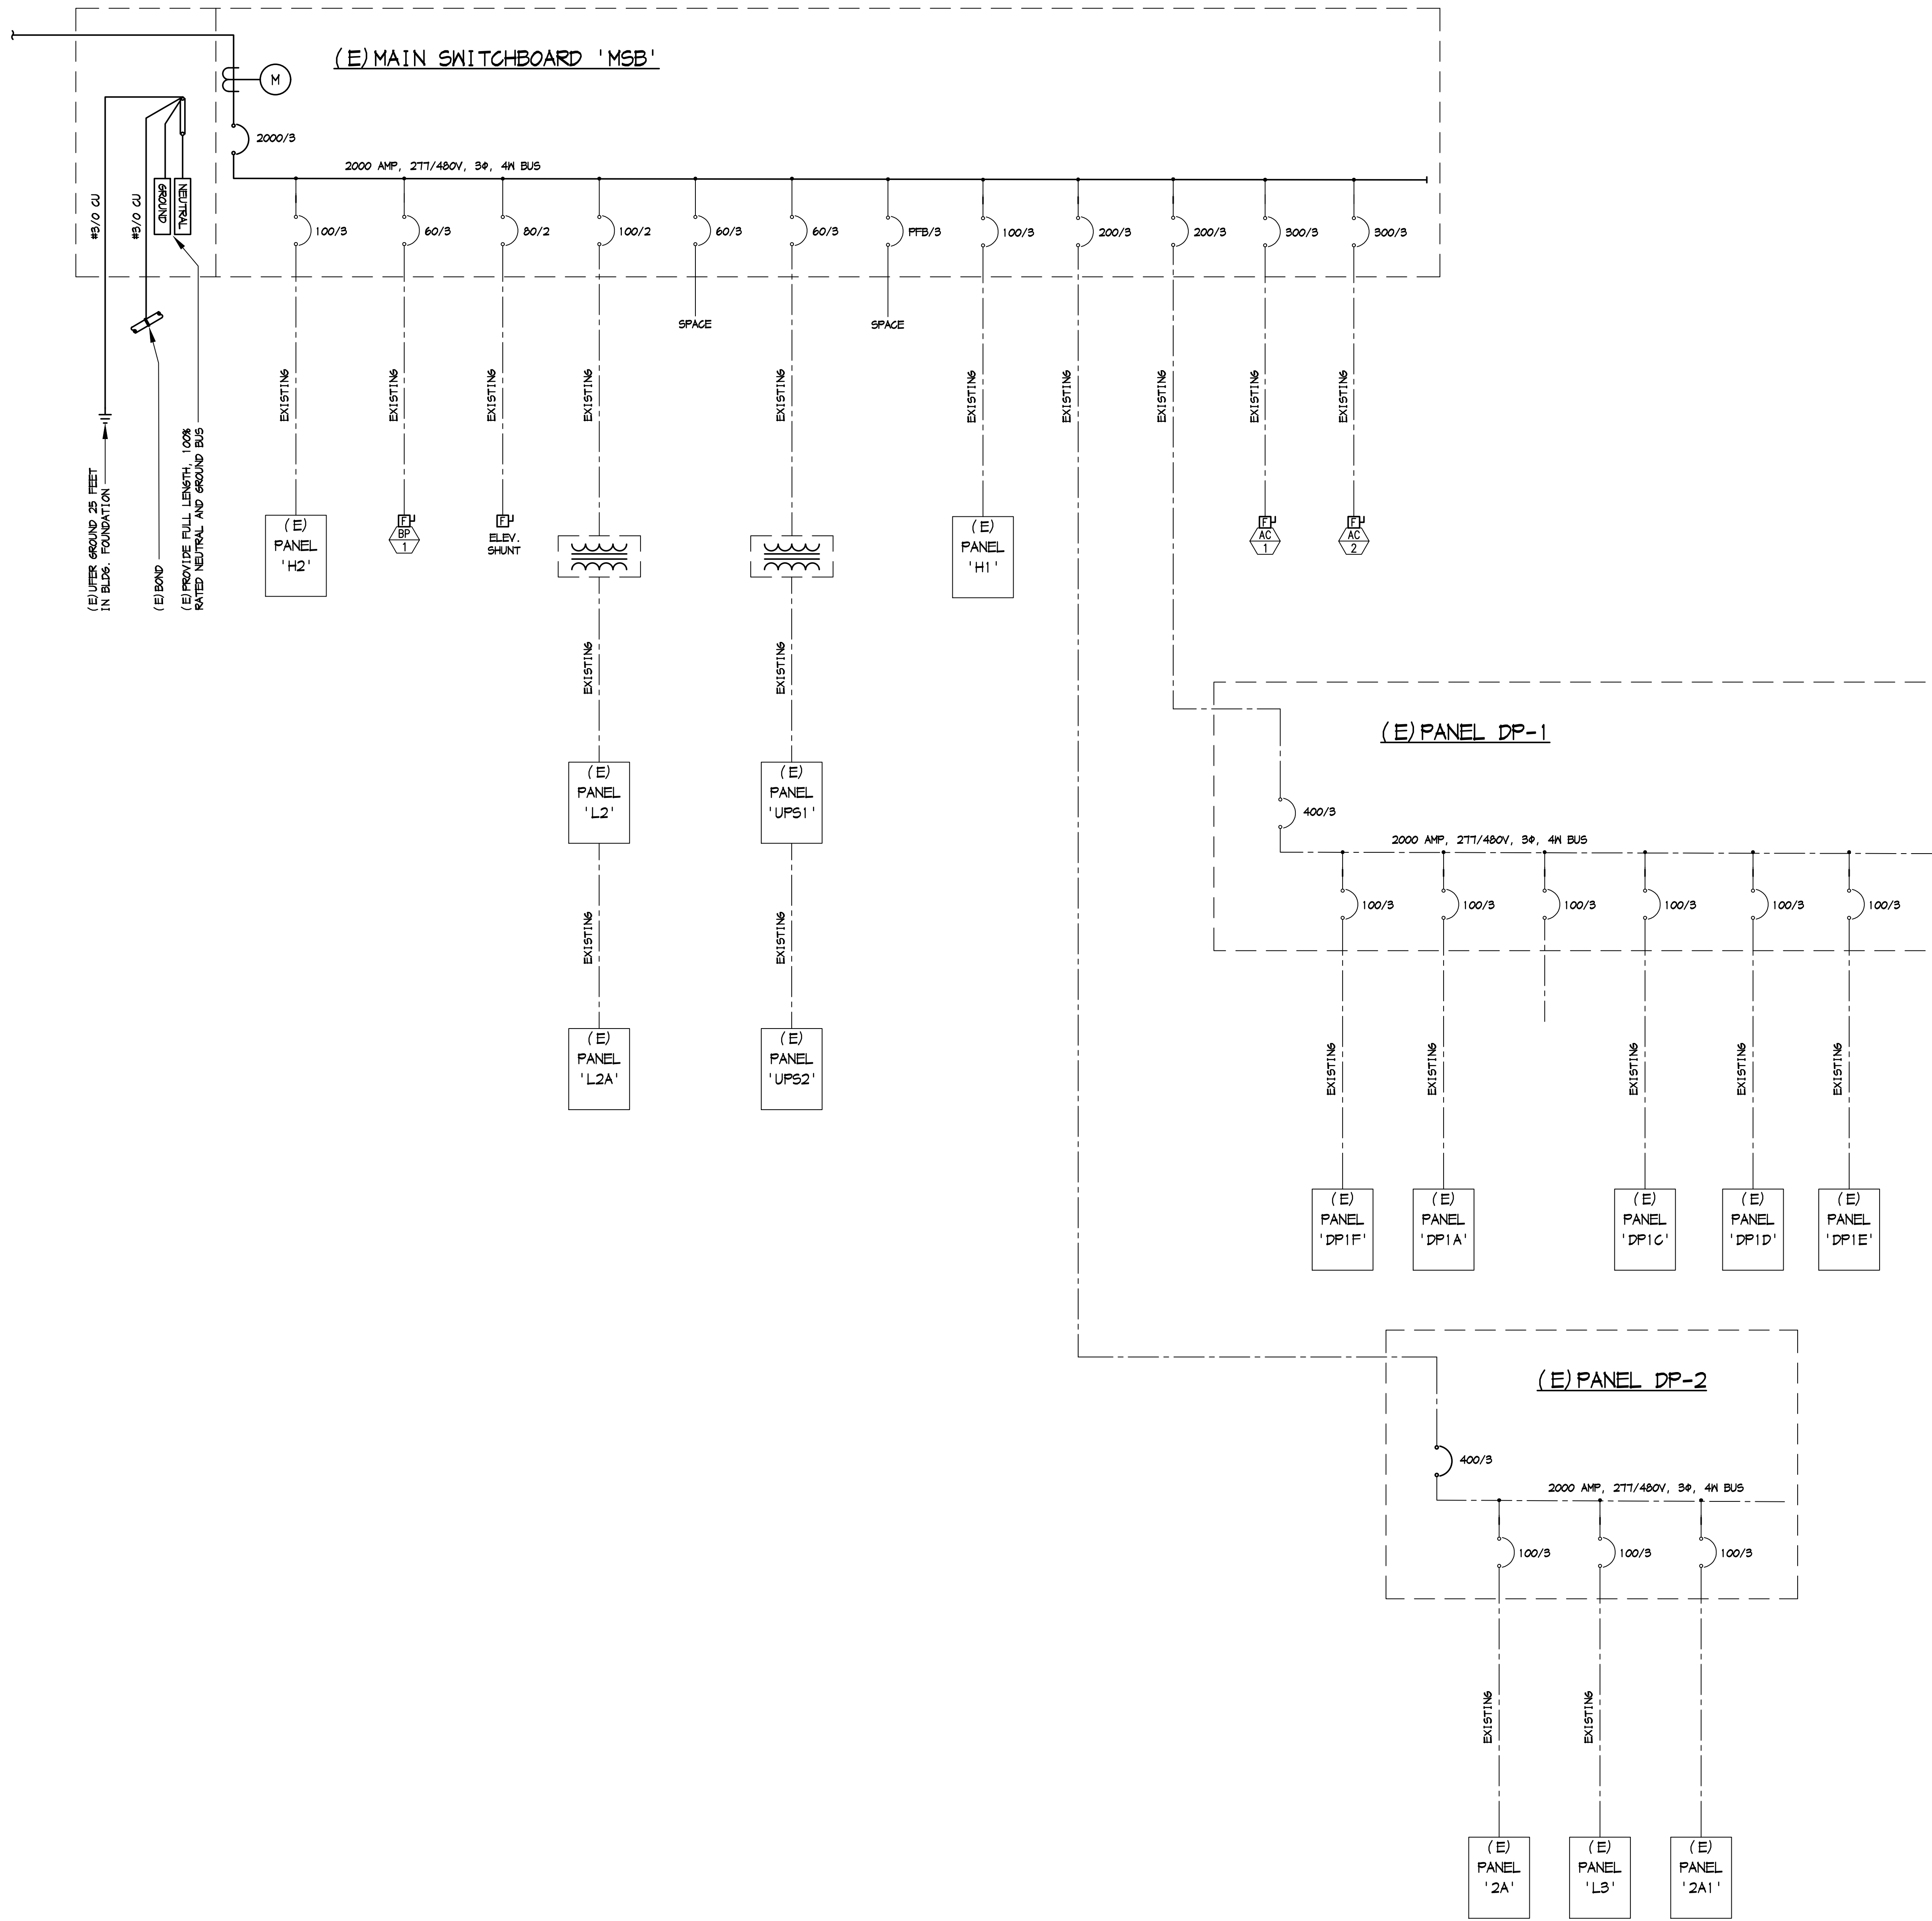 (E)MAIN SWITCHBOARD 'MSB'
M
2000/3
2000 AMP, 277/480V, 3Φ, 4W BUS
#3/0 CU
#3/0 CU
GROUND
NEUTRAL
100/3
60/3
80/2
100/2
60/3
60/3
PFB/3
100/3
200/3
200/3
300/3
300/3
SPACE
SPACE
EXISTING
EXISTING
EXISTING
EXISTING
EXISTING
EXISTING
EXISTING
EXISTING
EXISTING
EXISTING
(E)UFER GROUND 25 FEET
IN BLDG. FOUNDATION
(E)BOND
(E)PROVIDE FULL LENGTH, 100%
RATED NEUTRAL AND GROUND BUS
(E)
PANEL
'H2'
F
BP
1
F
ELEV.
SHUNT
(E)
PANEL
'H1'
F
AC
1
F
AC
2
EXISTING
EXISTING
(E)PANEL DP-1
(E)
PANEL
'L2'
(E)
PANEL
'UPS1'
400/3
2000 AMP, 277/480V, 3Φ, 4W BUS
100/3
100/3
100/3
100/3
100/3
100/3
EXISTING
EXISTING
(E)
PANEL
'L2A'
(E)
PANEL
'UPS2'
EXISTING
EXISTING
EXISTING
EXISTING
EXISTING
(E)
PANEL
'DP1F'
(E)
PANEL
'DP1A'
(E)
PANEL
'DP1C'
(E)
PANEL
'DP1D'
(E)
PANEL
'DP1E'
(E)PANEL DP-2
400/3
2000 AMP, 277/480V, 3Φ, 4W BUS
100/3
100/3
100/3
EXISTING
EXISTING
(E)
PANEL
'2A'
(E)
PANEL
'L3'
(E)
PANEL
'2A1'